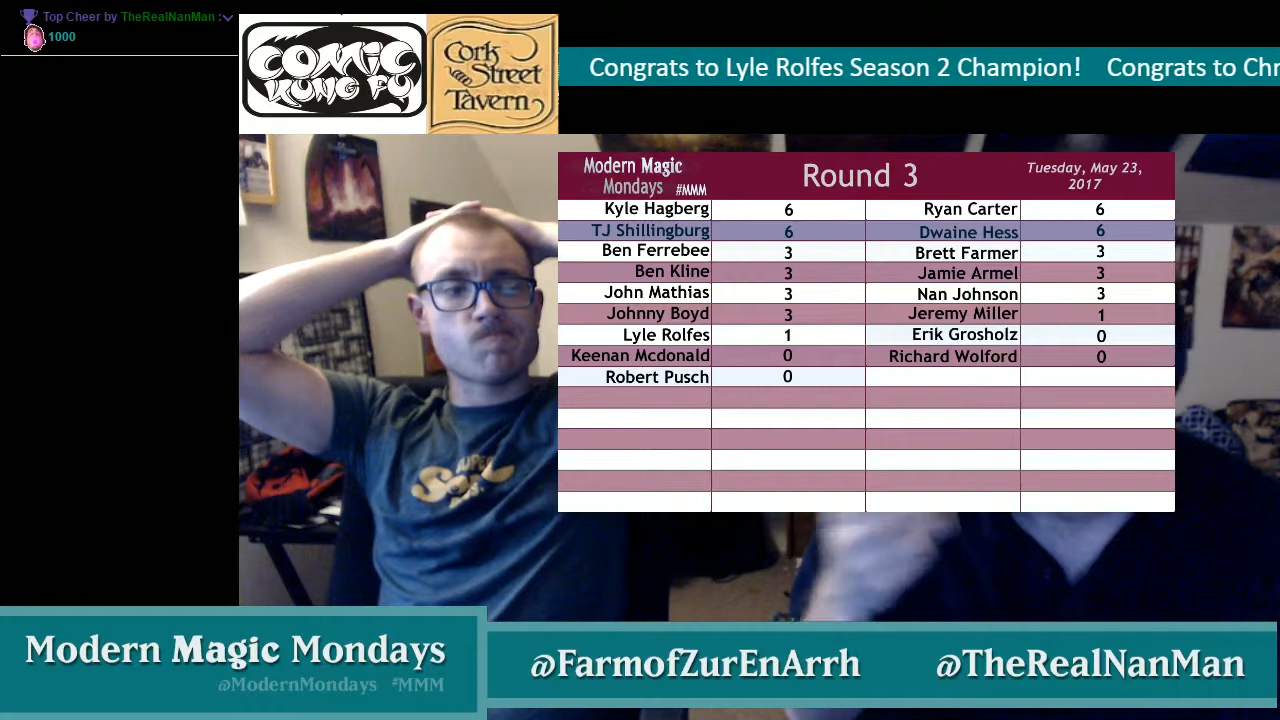 Top Cheer by TheRealNanMan :
1000
COMIC
KUNG FU
Cork
Street
Tavern
Congrats to Lyle Rolfes Season 2 Champion! Congrats to Chr
Modern Magic
Mondays #MMM
Round 3
Tuesday, May 23,
2017
Kyle Hagberg 6 Ryan Carter 6
TJ Shillingburg 6 Dwaine Hess 6
Ben Ferrebee 3 Brett Farmer 3
Ben Kline 3 Jamie Armel 3
John Mathias 3 Nan Johnson 3
Johnny Boyd 3 Jeremy Miller 1
Lyle Rolfes 1 Erik Grosholz 0
Keenan Mcdonald 0 Richard Wolford 0
Robert Pusch 0
Modern Magic Mondays
@ModernMondays #MMM
@FarmofZurEnArrh @TheRealNanMan